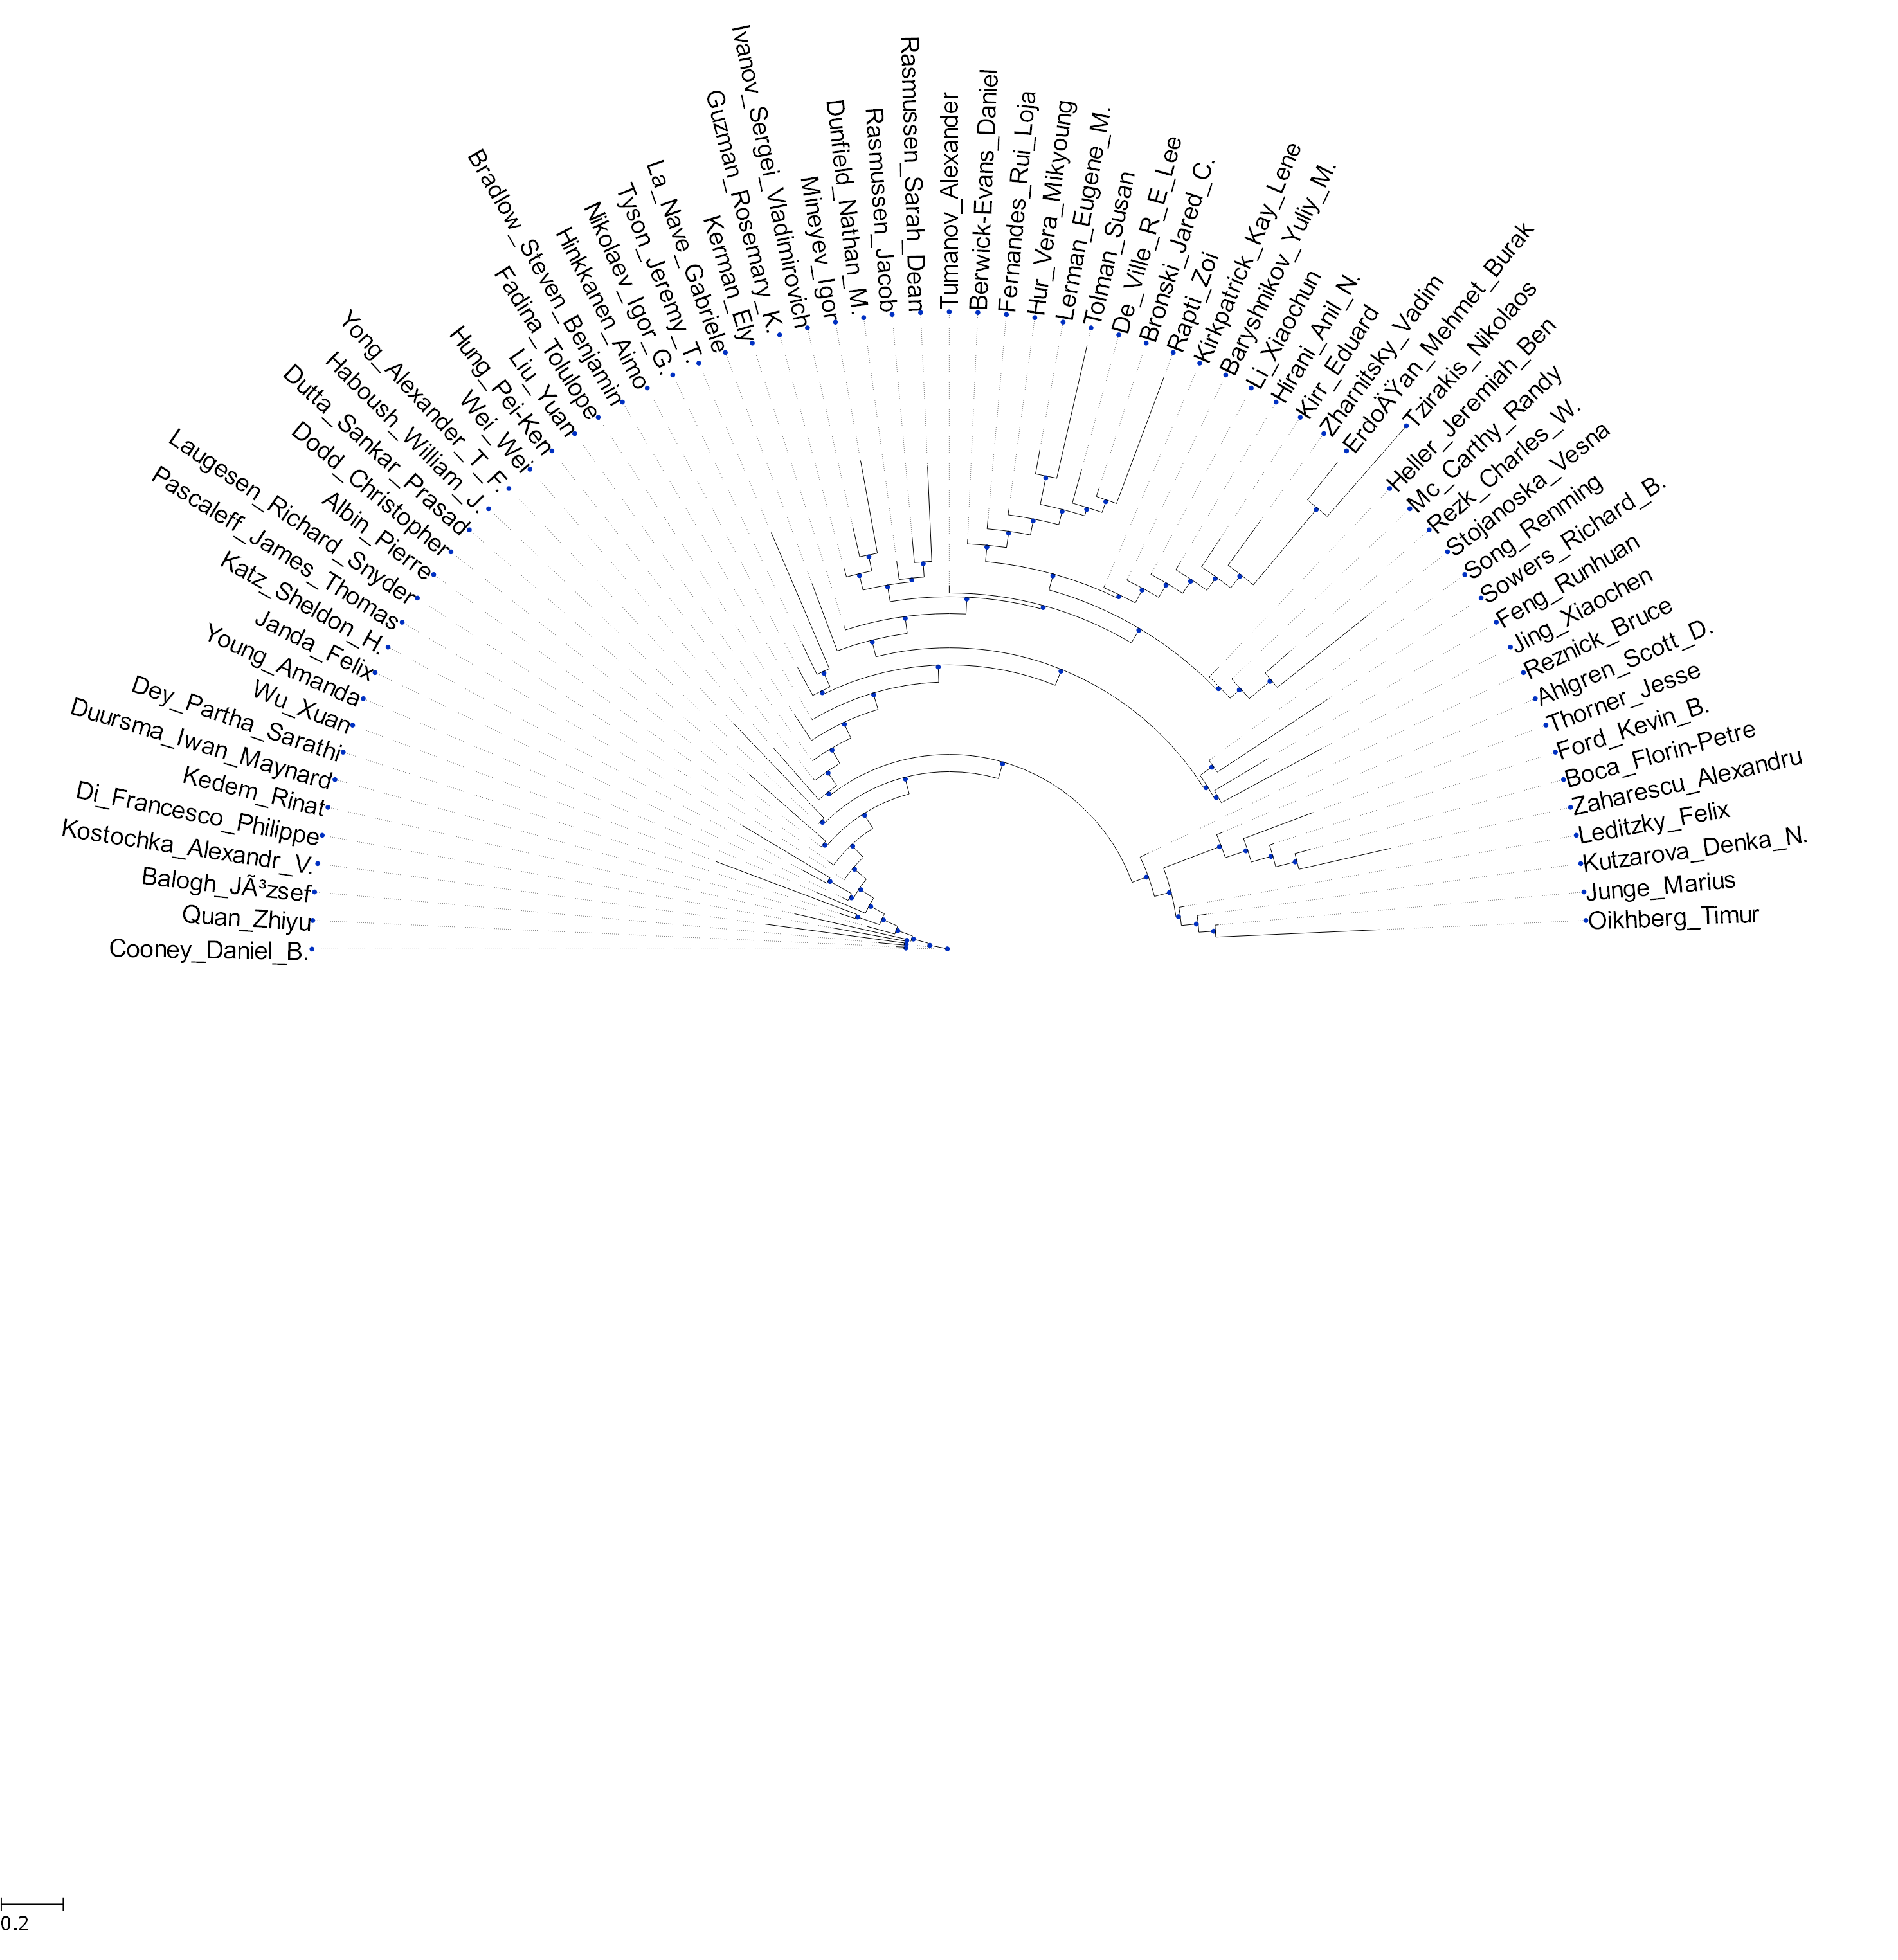 Cooney_Daniel_B.
Quan_Zhiyu
Balogh_JÃ³zsef
Kostochka_Alexandr_V.
Di_Francesco_Philippe
Kedem_Rinat
Duursma_Iwan_Maynard
Dey_Partha_Sarathi
Wu_Xuan
Young_Amanda
Janda_Felix
Katz_Sheldon_H.
Pascaleff_James_Thomas
Laugesen_Richard_Snyder
Albin_Pierre
Dodd_Christopher
Dutta_Sankar_Prasad
Haboush_William_J.
Yong_Alexander_T_F.
Wei_Wei
Hung_Pei-Ken
Liu_Yuan
Fadina_Tolulope
Bradlow_Steven_Benjamin
Hinkkanen_Aimo
Nikolaev_Igor_G.
Tyson_Jeremy_T.
La_Nave_Gabriele
Kerman_Ely
Guzman_Rosemary_K.
Ivanov_Sergei_Vladimirovich
Mineyev_Igor
Dunfield_Nathan_M.
Rasmussen_Jacob
Rasmussen_Sarah_Dean
Tumanov_Alexander
Berwick-Evans_Daniel
Fernandes_Rui_Loja
Hur_Vera_Mikyoung
Lerman_Eugene_M.
Tolman_Susan
De_Ville_R_E_Lee
Bronski_Jared_C.
Rapti_Zoi
Kirkpatrick_Kay_Lene
Baryshnikov_Yuliy_M.
Li_Xiaochun
Hirani_Anil_N.
Kirr_Eduard
Zharnitsky_Vadim
ErdoÄŸan_Mehmet_Burak
Tzirakis_Nikolaos
Heller_Jeremiah_Ben
Mc_Carthy_Randy
Rezk_Charles_W.
Stojanoska_Vesna
Song_Renming
Sowers_Richard_B.
Feng_Runhuan
Jing_Xiaochen
Reznick_Bruce
Ahlgren_Scott_D.
Thorner_Jesse
Ford_Kevin_B.
Boca_Florin-Petre
Zaharescu_Alexandru
Leditzky_Felix
Kutzarova_Denka_N.
Junge_Marius
Oikhberg_Timur
0.2